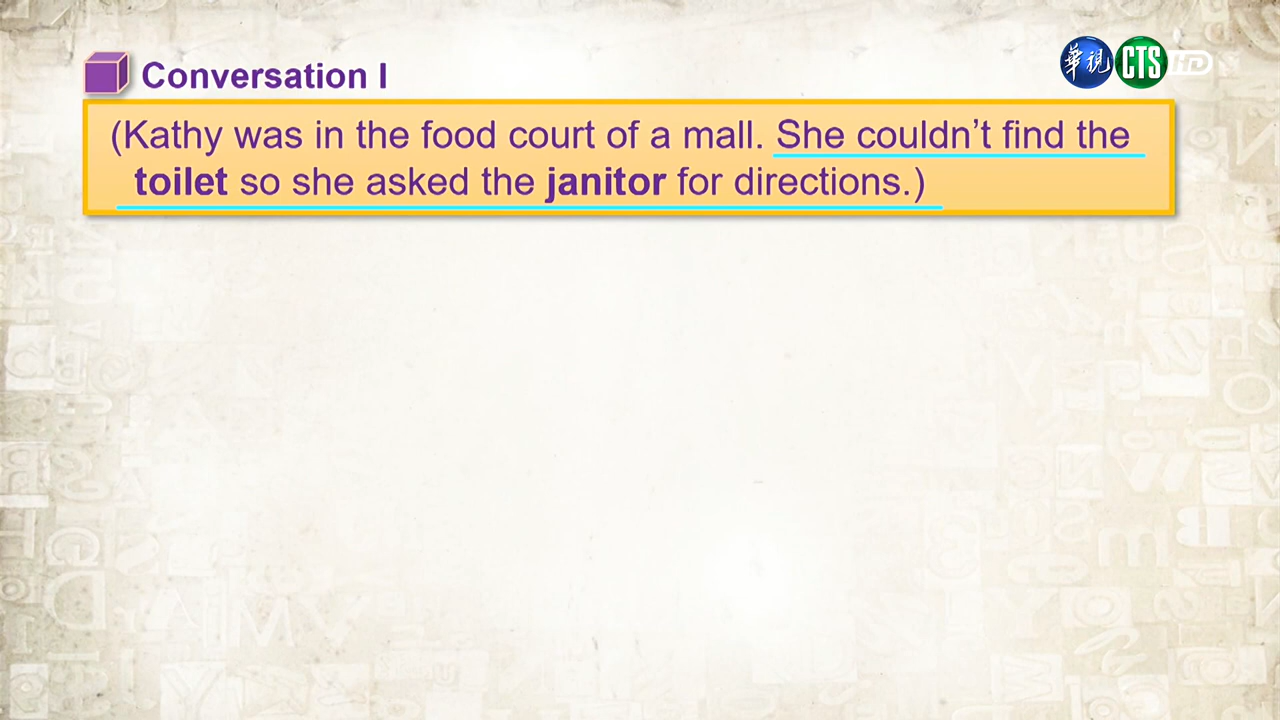 Conversation I
華視 CTS HD
(Kathy was in the food court of a mall. She couldn't find the
toilet so she asked the janitor for directions.)